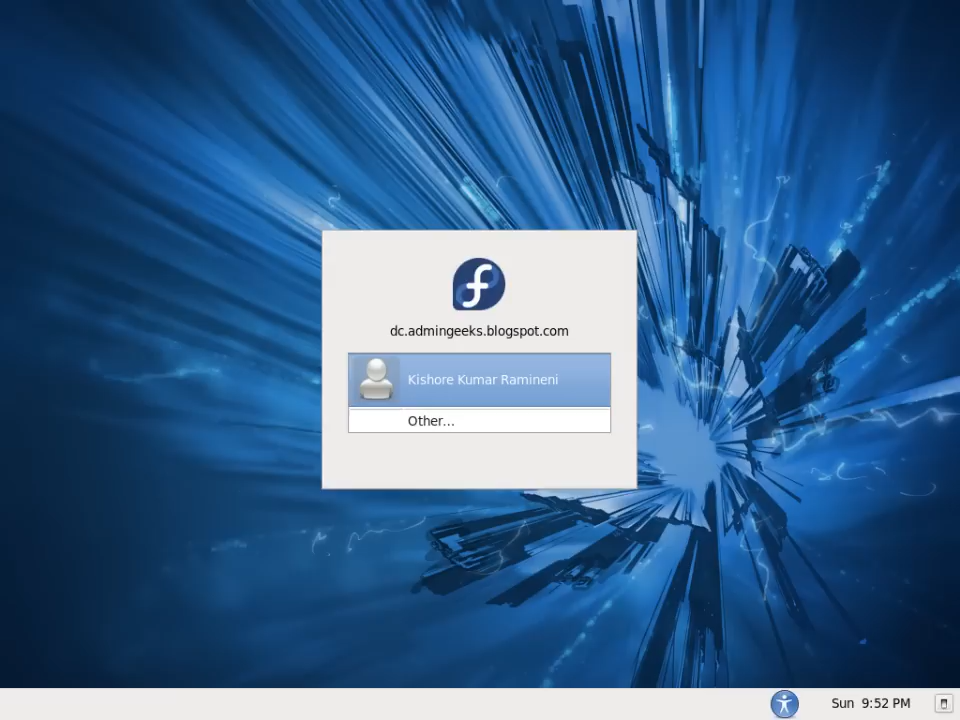 dc.admingeeks.blogspot.com
Kishore Kumar Ramineni
Other...
Sun 9:52 PM